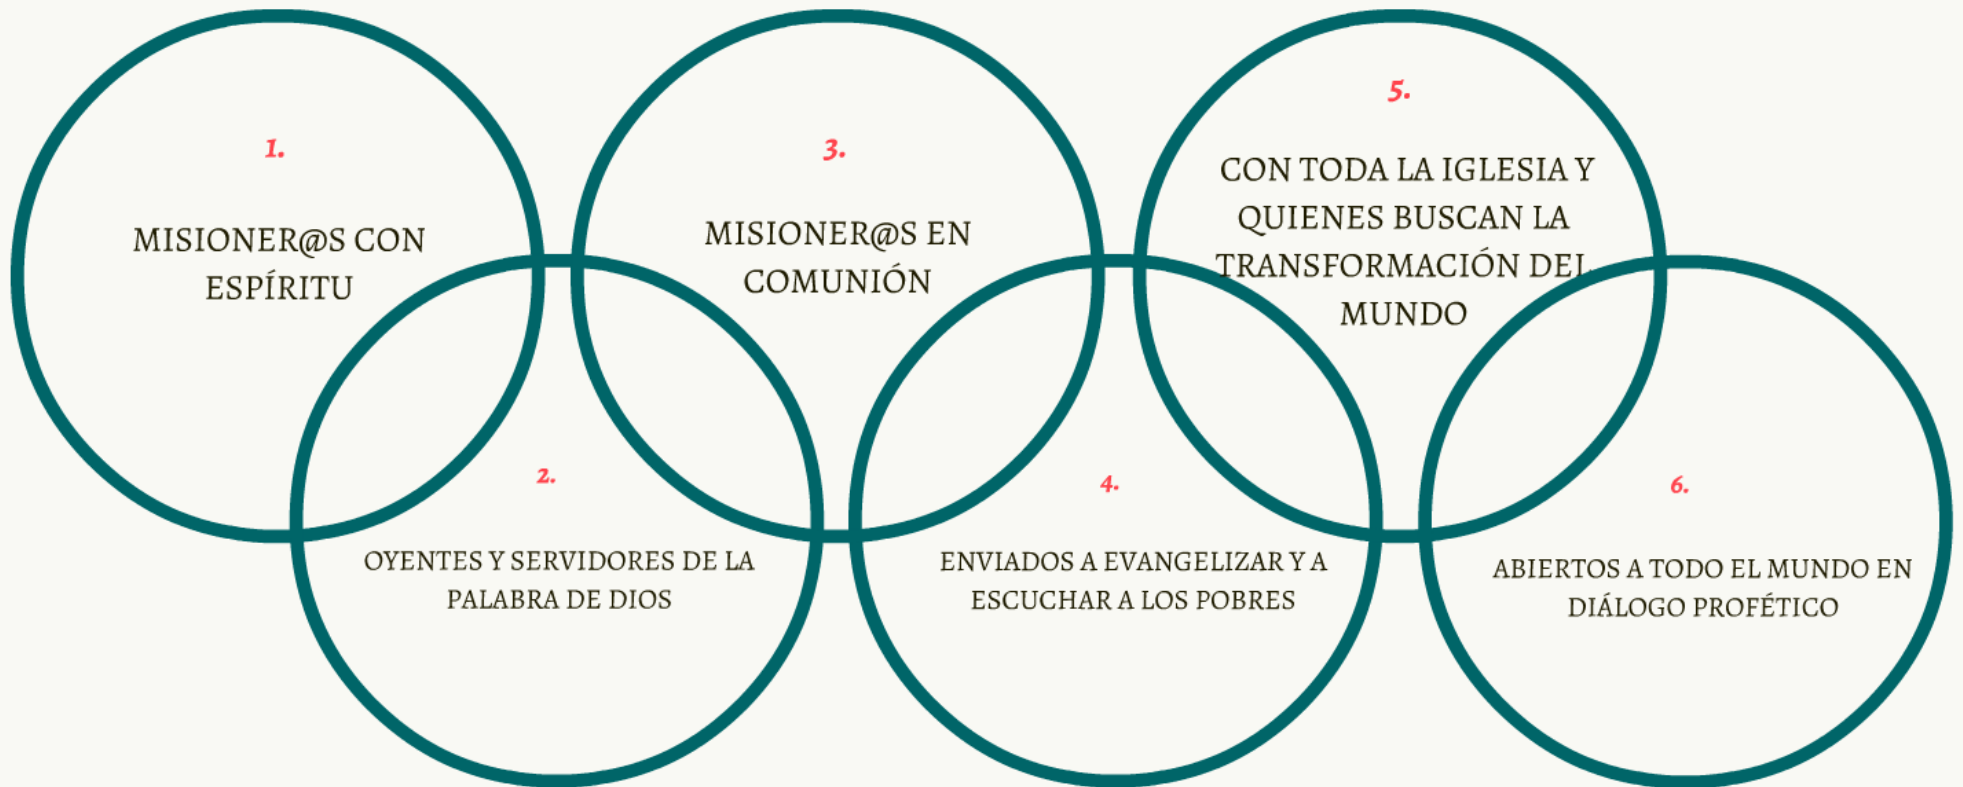 1.
MISIONER@S CON
ESPÍRITU
2.
OYENTES Y SERVIDORES DE LA
PALABRA DE DIOS
3.
MISIONER@S EN
COMUNIÓN
4.
ENVIADOS A EVANGELIZAR Y A
ESCUCHAR A LOS POBRES
5.
CON TODA LA IGLESIA Y
QUIENES BUSCAN LA
TRANSFORMACIÓN DEL
MUNDO
6.
ABIERTOS A TODO EL MUNDO EN
DIÁLOGO PROFÉTICO